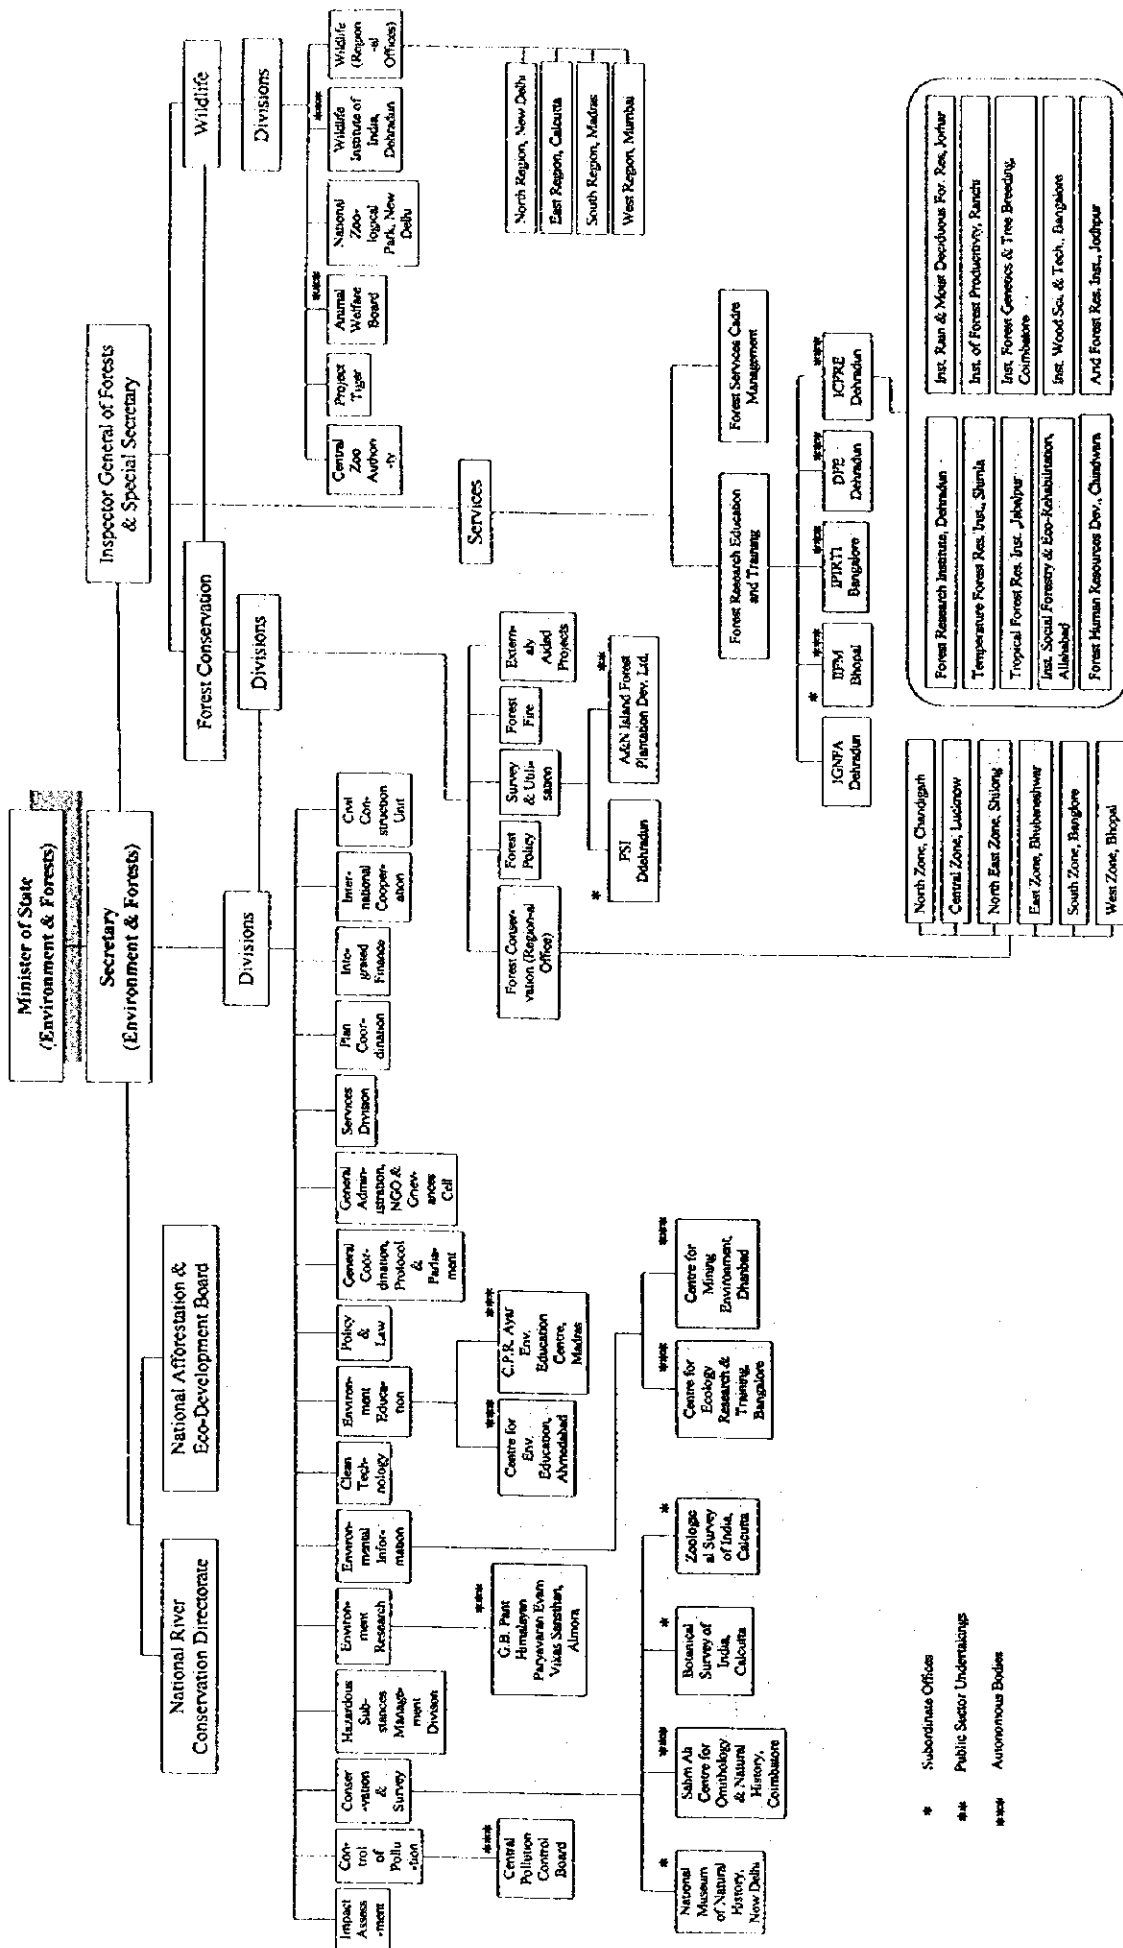 Minister of State
(Environment & Forests)
Secretary
(Environment & Forests)
National River
Conservation Directorate
National Afforestation &
Eco-Development Board
Inspector General of Forests
& Special Secretary
Divisions
Forest Conservation
Divisions
Wildlife
Divisions
Impact
Assess
-ment
Con-
trol
of
Pollu
-tion
Conser
-vation
&
Survey
Hazardous
Sub-
stances
Manage-
ment
Divison
Environ-
ment
Research
Environ-
mental
Infor-
mation
Clean
Tech-
nology
Environ-
ment
Educa-
tion
Policy
&
Law
General
Coor-
dination,
Protocol
&
Parlia-
ment
General
Admin-
istration,
NGO &
Griev-
ances
Cell
Services
Division
Plan
Coor-
dination
Inte-
grated
Finance
Inter-
national
Cooper-
ation
Civil
Con-
struction
Unit
***
Central
Pollution
Control
Board
***
G.B. Pant
Himalayan
Paryavaran Evam
Vikas Sansthan,
Almora
***
Centre for
Env.
Education,
Ahmedabad
***
C.P.R. Ayar
Env.
Education
Centre,
Madras
*
National
Museum
of Natural
History,
New Delhi
***
Salim Ali
Centre for
Ornithology
& Natural
History,
Coimbatore
*
Botanical
Survey of
India,
Calcutta
*
Zoologic
al Survey
of India,
Calcutta
***
Centre for
Ecology
Research &
Training,
Bangalore
***
Centre for
Mining
Environment,
Dhanbad
Forest Conser-
vation (Region-al
Office)
Forest
Policy
Survey
& Utili-
sation
Forest
Fire
Extern-
aly
Aided
Projects
*
FSI
Ddehradun
**
A&N Island Forest
Plantation Dev. Ltd.
North Zone, Chandigarh
Central Zone, Lucknow
North East Zone, Shilong
East Zone, Bhubaneshwar
South Zone, Banglore
West Zone, Bhopal
Central
Zoo
Authori
-ty
Project
Tiger
***
Animal
Welfare
Board
National
Zoo-
logical
Park, New
Delhi
***
Wildlife
Institute of
India,
Dehradun
Wildlife
(Region
-al
Offices)
North Region, New Delhi
East Region, Calcutta
South Region, Madras
West Region, Mumbai
Services
Forest Research Education
and Training
Forest Services Cadre
Management
*
IGNFA
Dehradun
***
IIFM
Bhopal
***
IPIRTI
Bangalore
***
DFE
Dehradun
***
ICFRE
Dehradun
Forest Research Institute, Dehradun
Temperature Forest Res. Inst., Shimla
Tropical Forest Res. Inst. Jabalpur
Inst. Social Forestry & Eco-Rehabilitation,
Allahabad
Forest Human Resources Dev., Chindwara
Inst. Rain & Moist Deciduous For. Res, Jorhat
Inst. of Forest Productivity, Ranchi
Inst. Forest Genetics & Tree Breeding,
Coimbatore
Inst. Wood Sci. & Tech., Bangalore
And Forest Res. Inst., Jodhpur
* Subordinate Offices
** Public Sector Undertakings
*** Autonomous Bodies